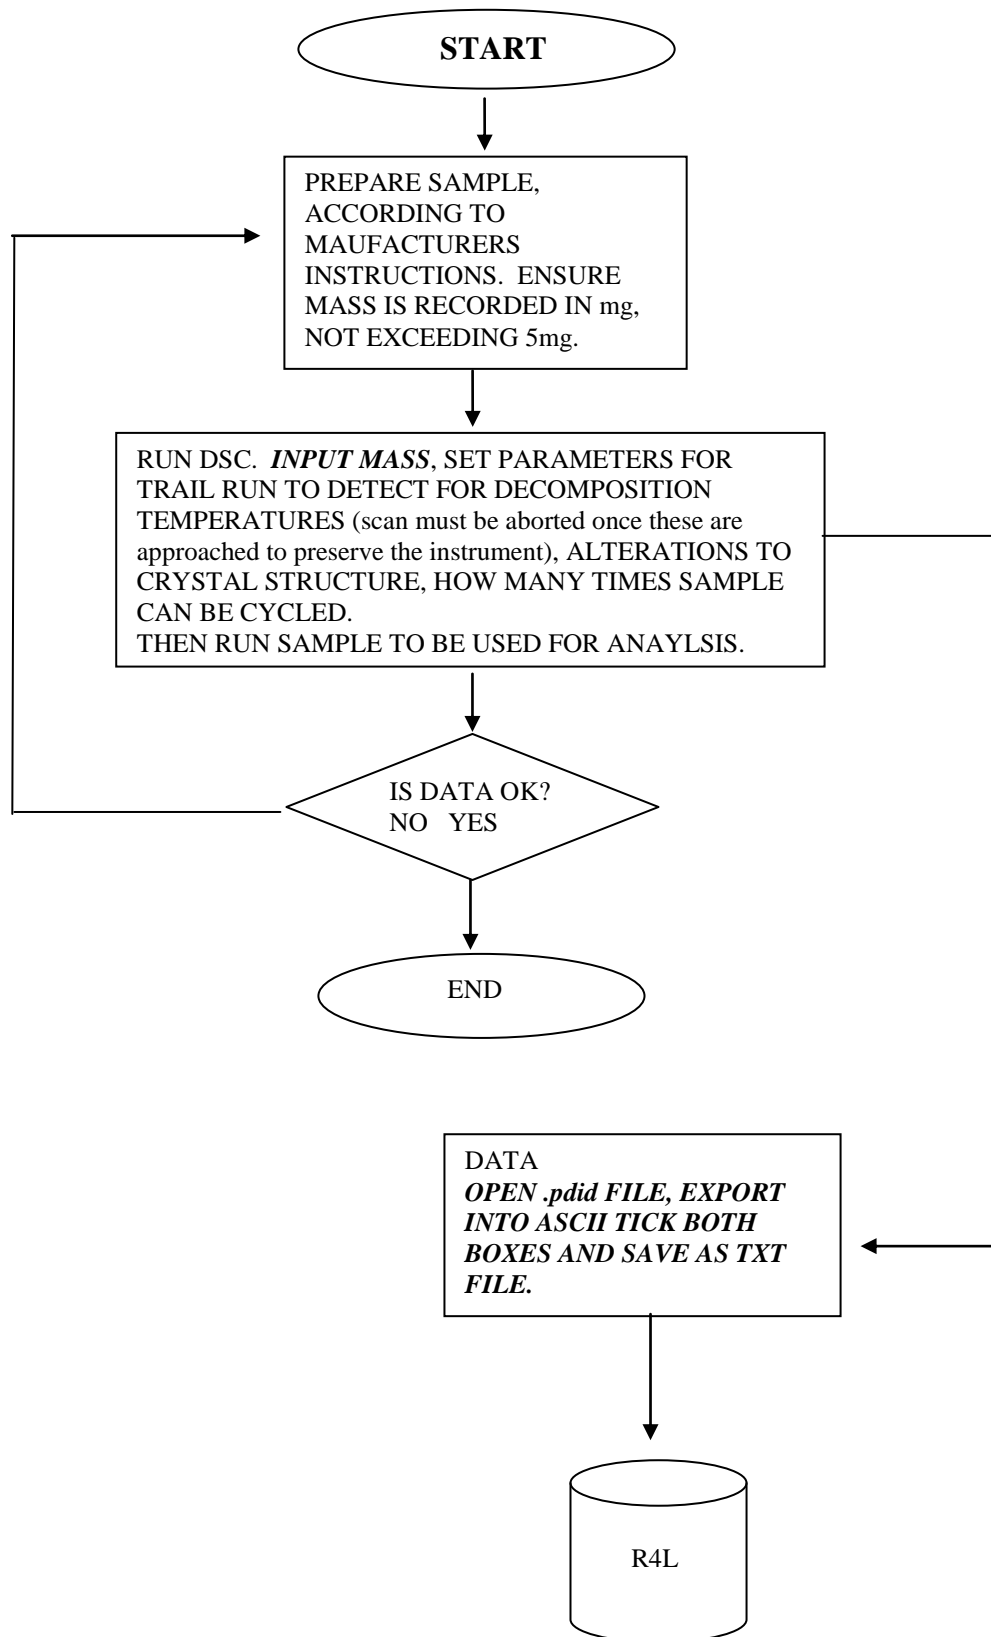 START
PREPARE SAMPLE,
ACCORDING TO
MAUFACTURERS
INSTRUCTIONS.  ENSURE
MASS IS RECORDED IN mg,
NOT EXCEEDING 5mg.
RUN DSC.  INPUT MASS, SET PARAMETERS FOR
TRAIL RUN TO DETECT FOR DECOMPOSITION
TEMPERATURES (scan must be aborted once these are
approached to preserve the instrument), ALTERATIONS TO
CRYSTAL STRUCTURE, HOW MANY TIMES SAMPLE
CAN BE CYCLED.
THEN RUN SAMPLE TO BE USED FOR ANAYLSIS.
IS DATA OK?
NO   YES
END
DATA
OPEN .pdid FILE, EXPORT
INTO ASCII TICK BOTH
BOXES AND SAVE AS TXT
FILE.
R4L